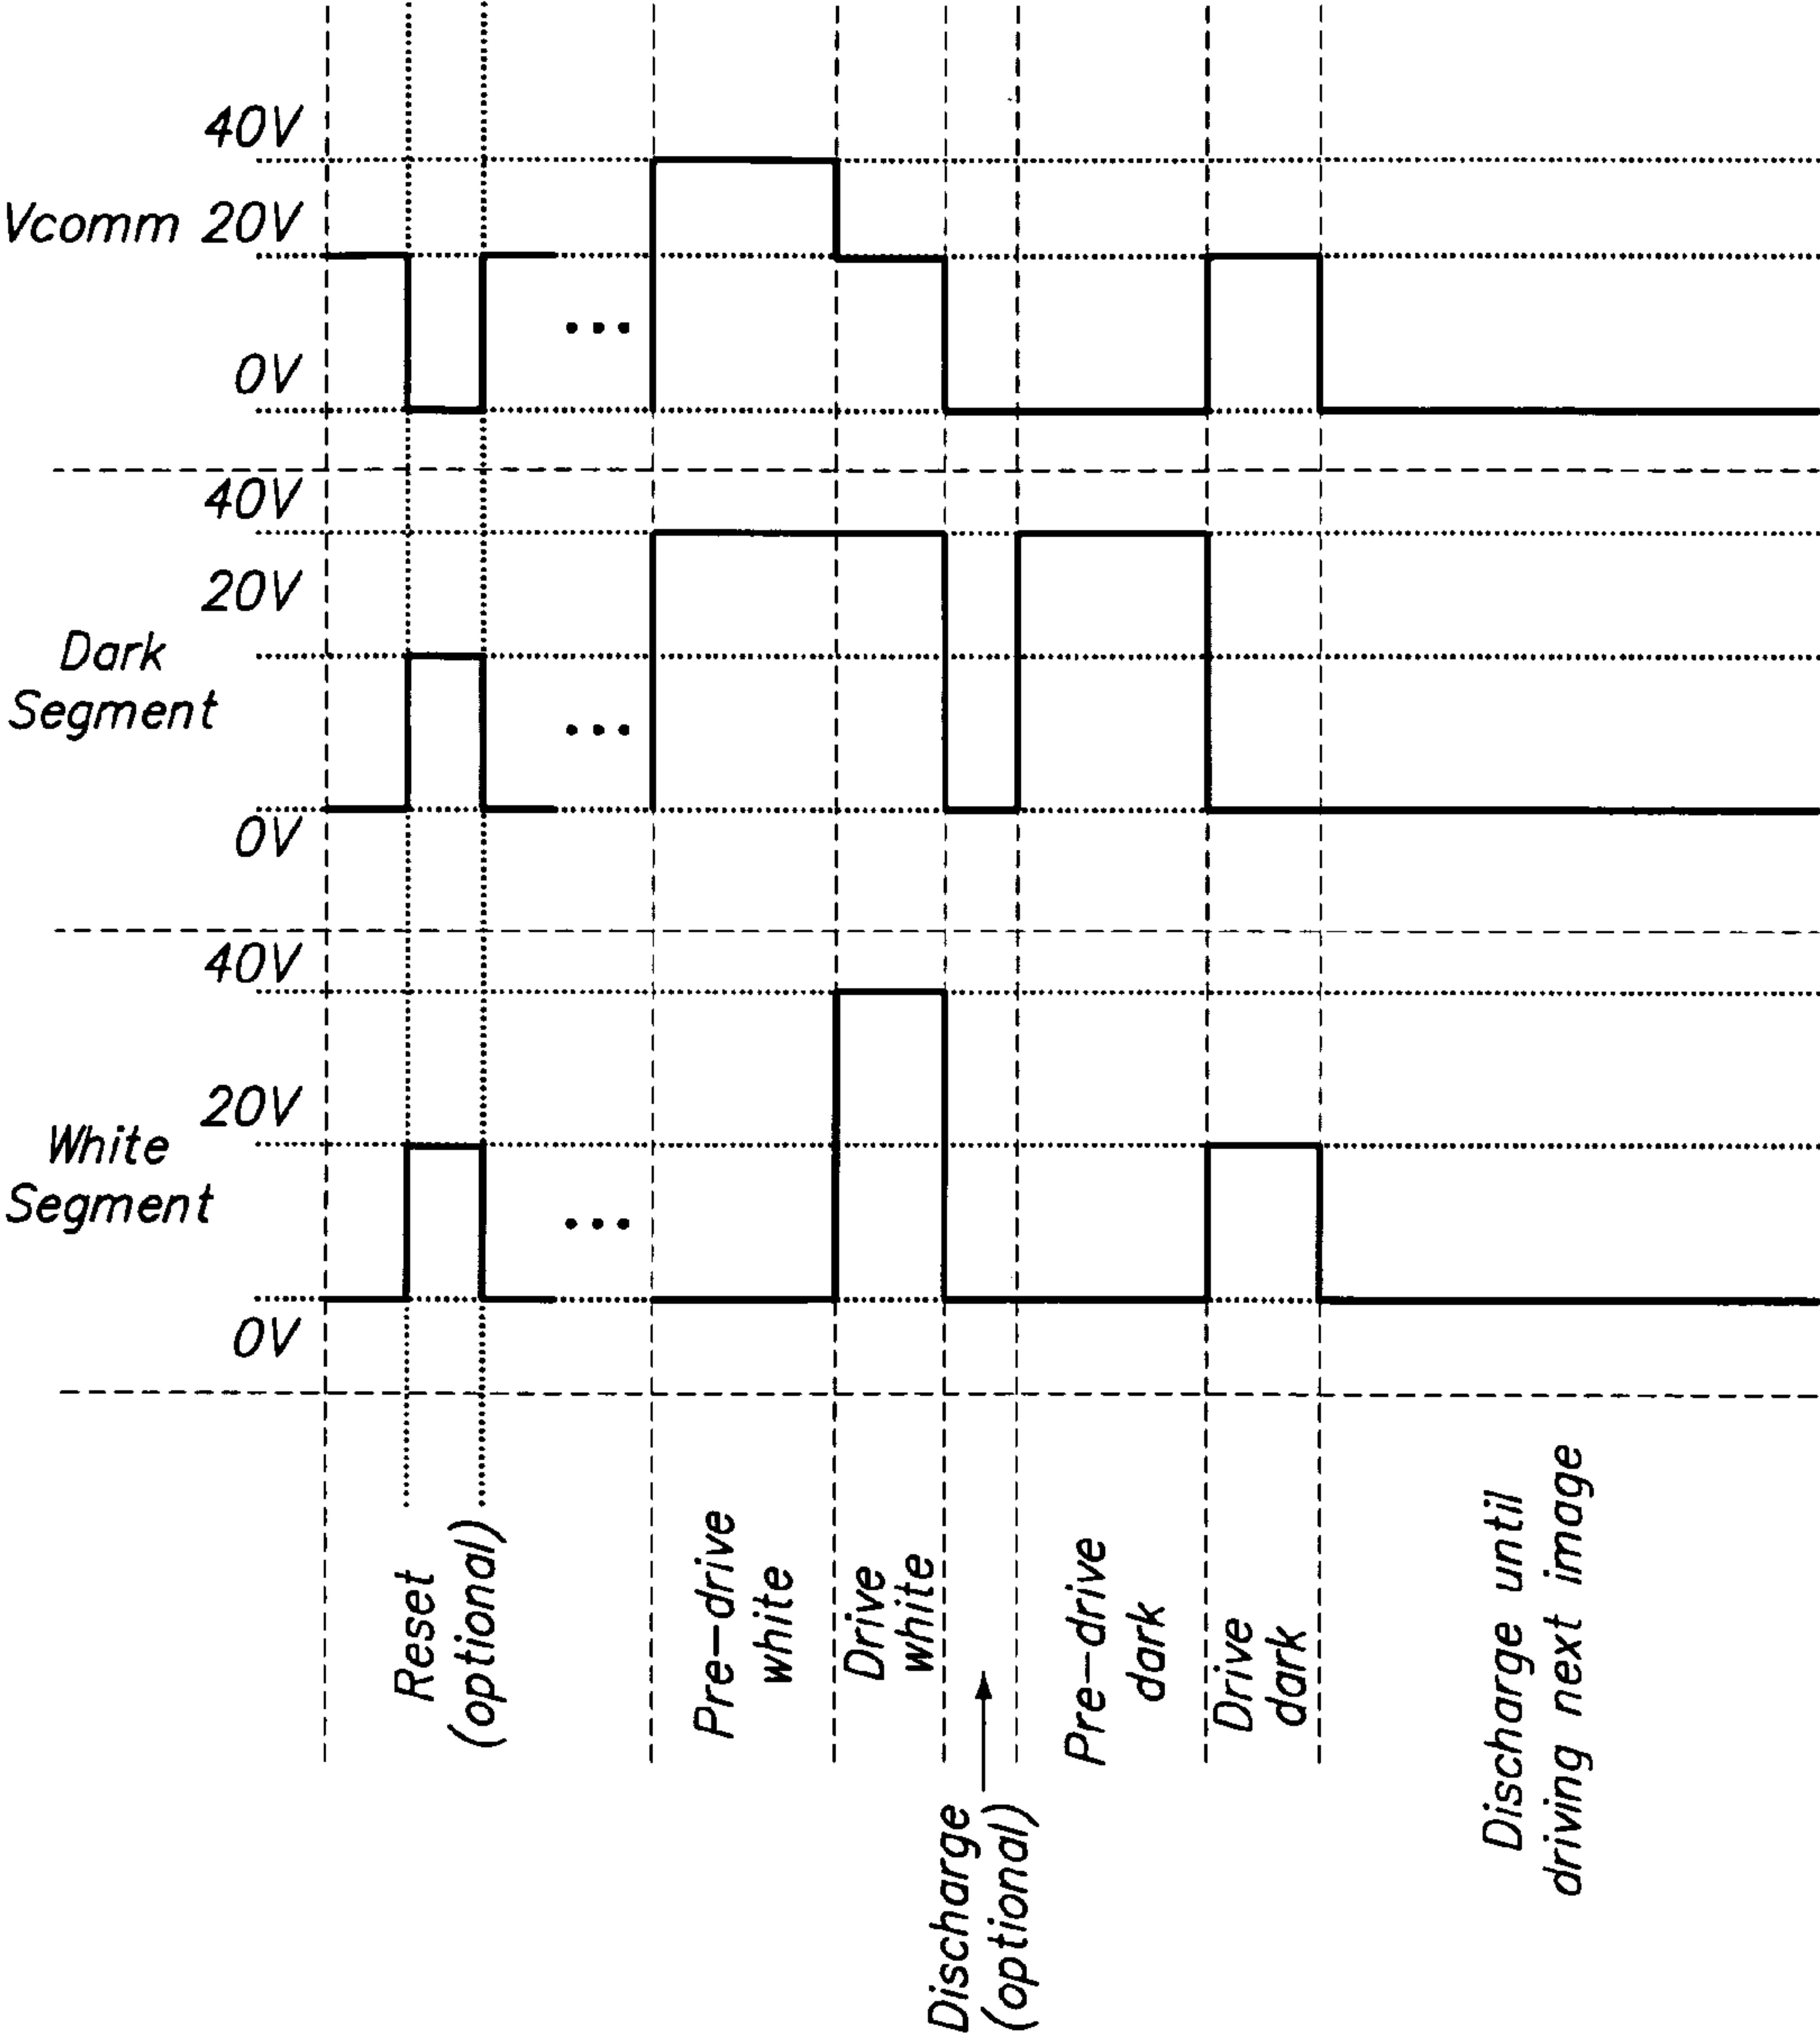 40V
Vcomm 20V
0V
40V
20V
Dark
Segment
0V
40V
20V
White
Segment
0V
Reset
(optional)
Pre-drive
white
Drive
white
Discharge
(optional)
Pre-drive
dark
Drive
dark
Discharge until
driving next image